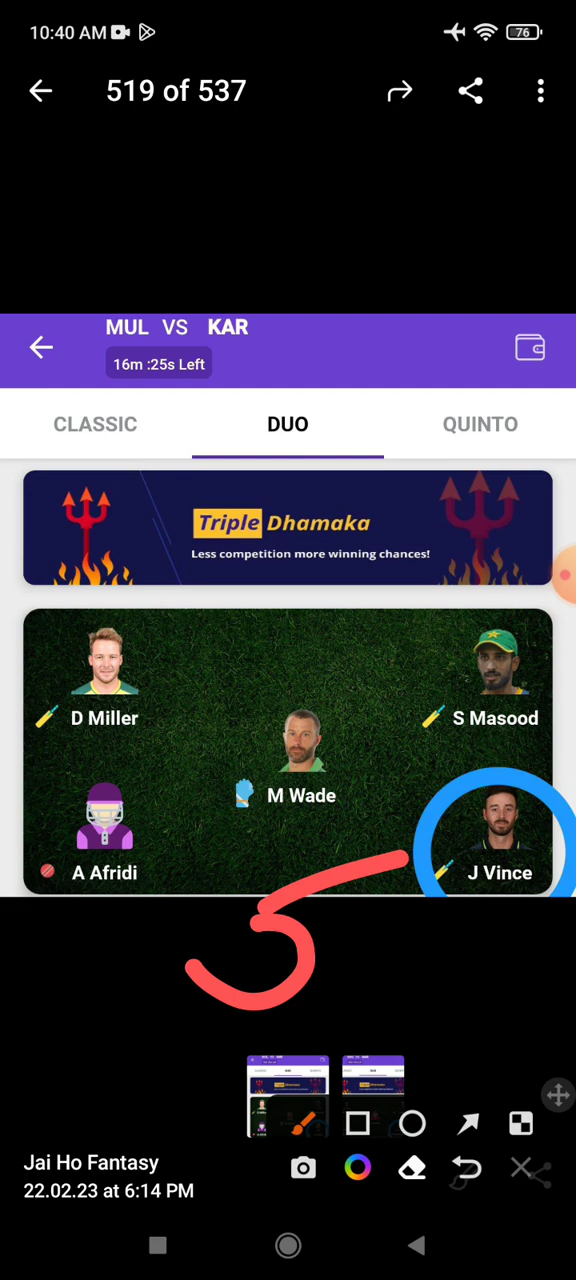 10:40 AM
76
519 of 537
MUL VS KAR
16m :25s Left
CLASSIC DUO QUINTO
Triple Dhamaka
Less competition more winning chances!
D Miller
S Masood
M Wade
A Afridi
J Vince
5
Jai Ho Fantasy
22.02.23 at 6:14 PM